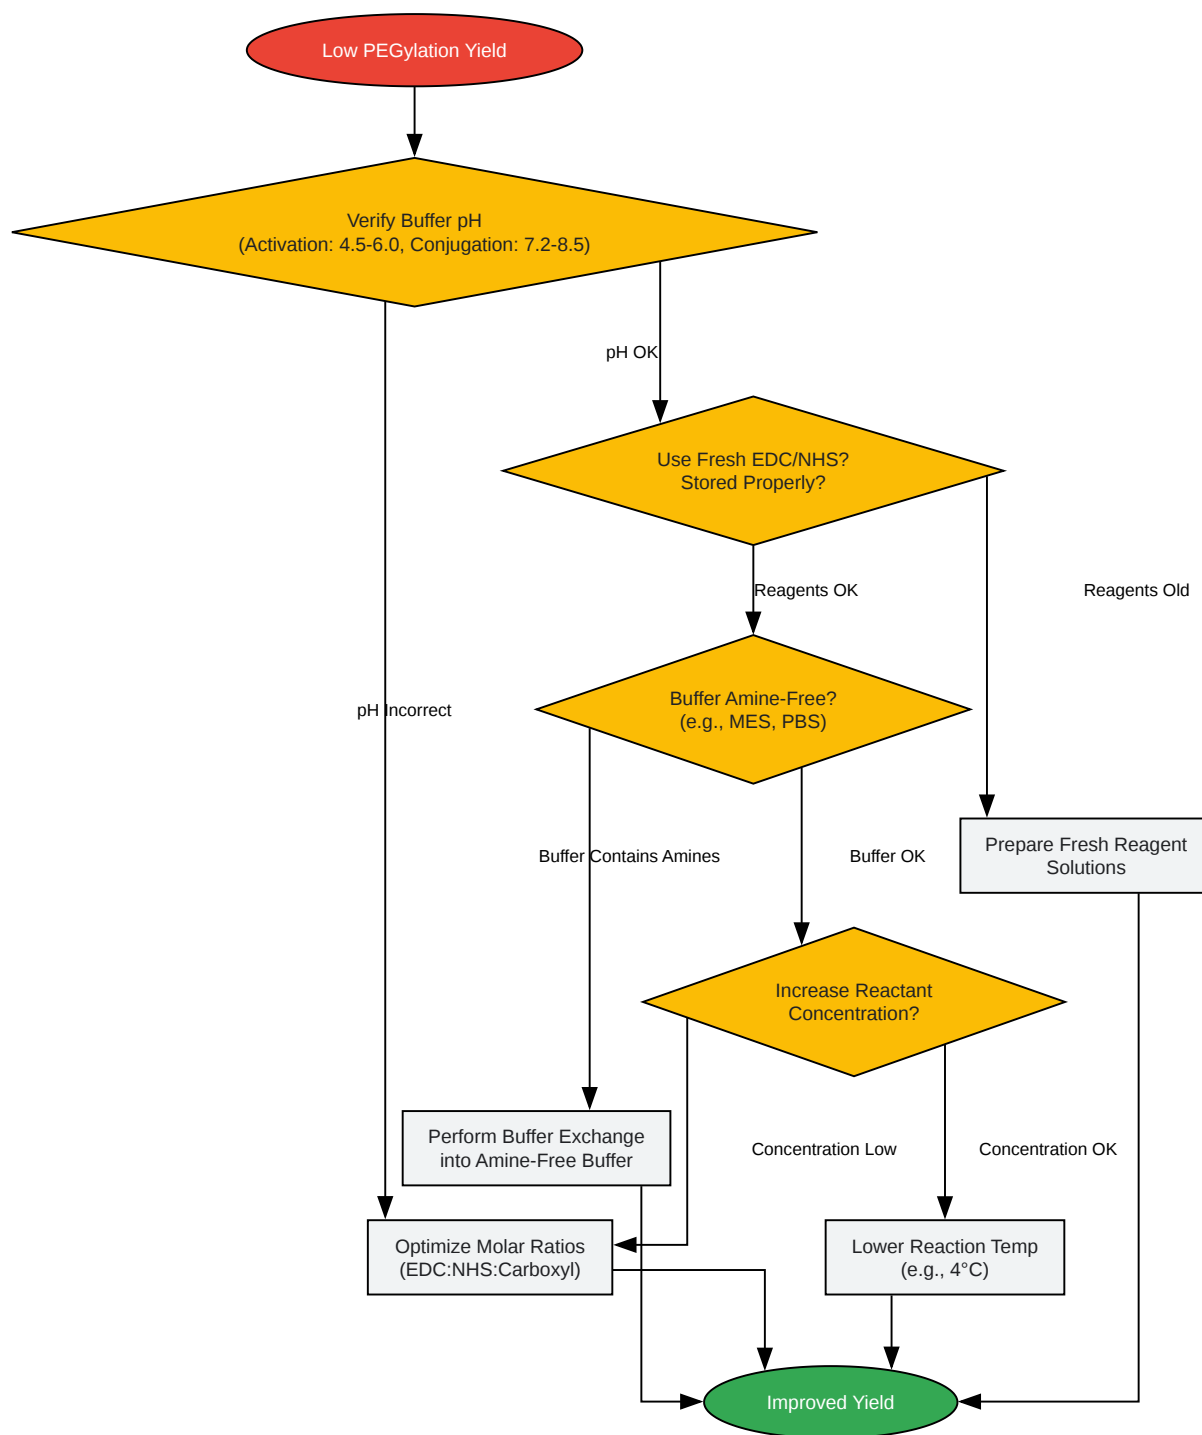 Low PEGylation Yield
Verify Buffer pH
(Activation: 4.5-6.0, Conjugation: 7.2-8.5)
pH OK
Use Fresh EDC/NHS?
Stored Properly?
Reagents OK
Reagents Old
Buffer Amine-Free?
(e.g., MES, PBS)
pH Incorrect
Buffer Contains Amines
Buffer OK
Prepare Fresh Reagent
Solutions
Increase Reactant
Concentration?
Perform Buffer Exchange
into Amine-Free Buffer
Concentration Low
Concentration OK
Optimize Molar Ratios
(EDC:NHS:Carboxyl)
Lower Reaction Temp
(e.g., 4°C)
Improved Yield